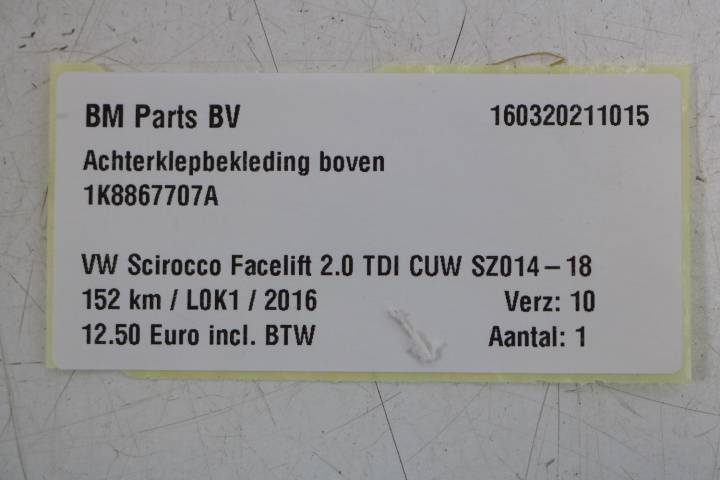 BM Parts BV 160320211015
Achterklepbekleding boven
1K8867707A
VW Scirocco Facelift 2.0 TDI CUW SZ014-18
152 km / L0K1 / 2016 Verz: 10
12.50 Euro incl. BTW Aantal: 1